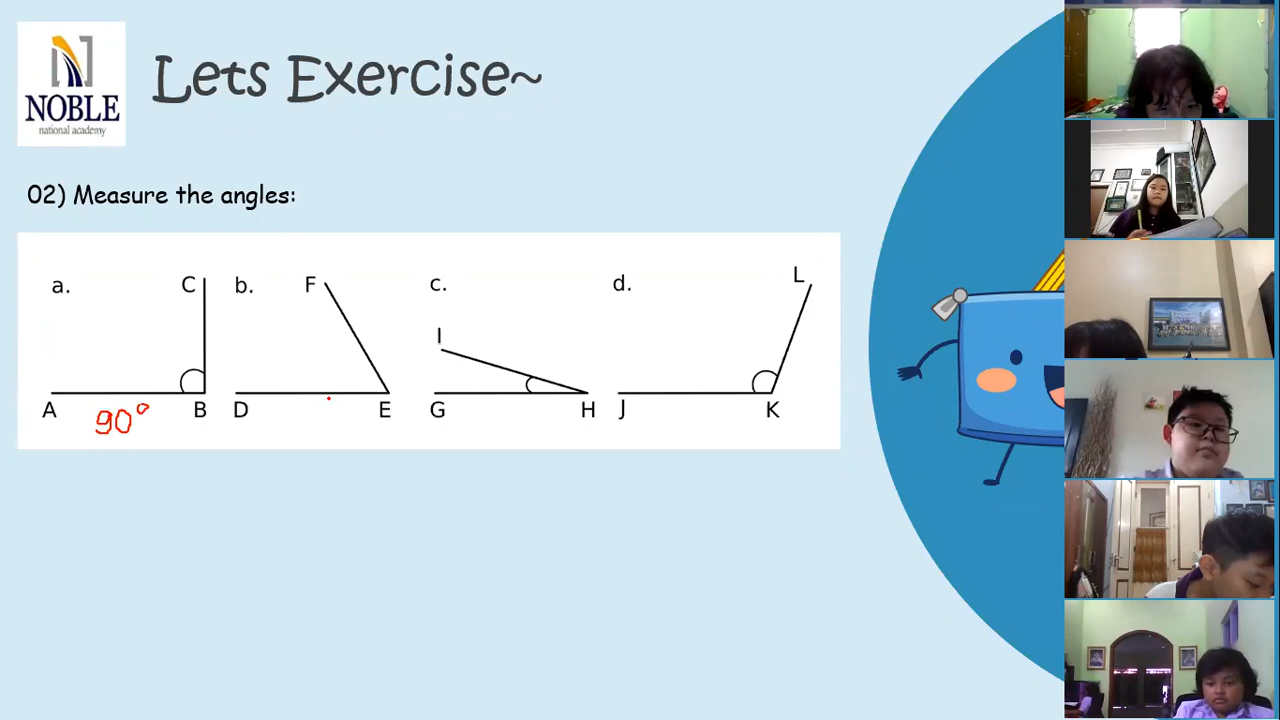 NOBLE
national academy
Lets Exercise~
02) Measure the angles:
a. C b. F c. d. L
I
A B D E G H J K
90°